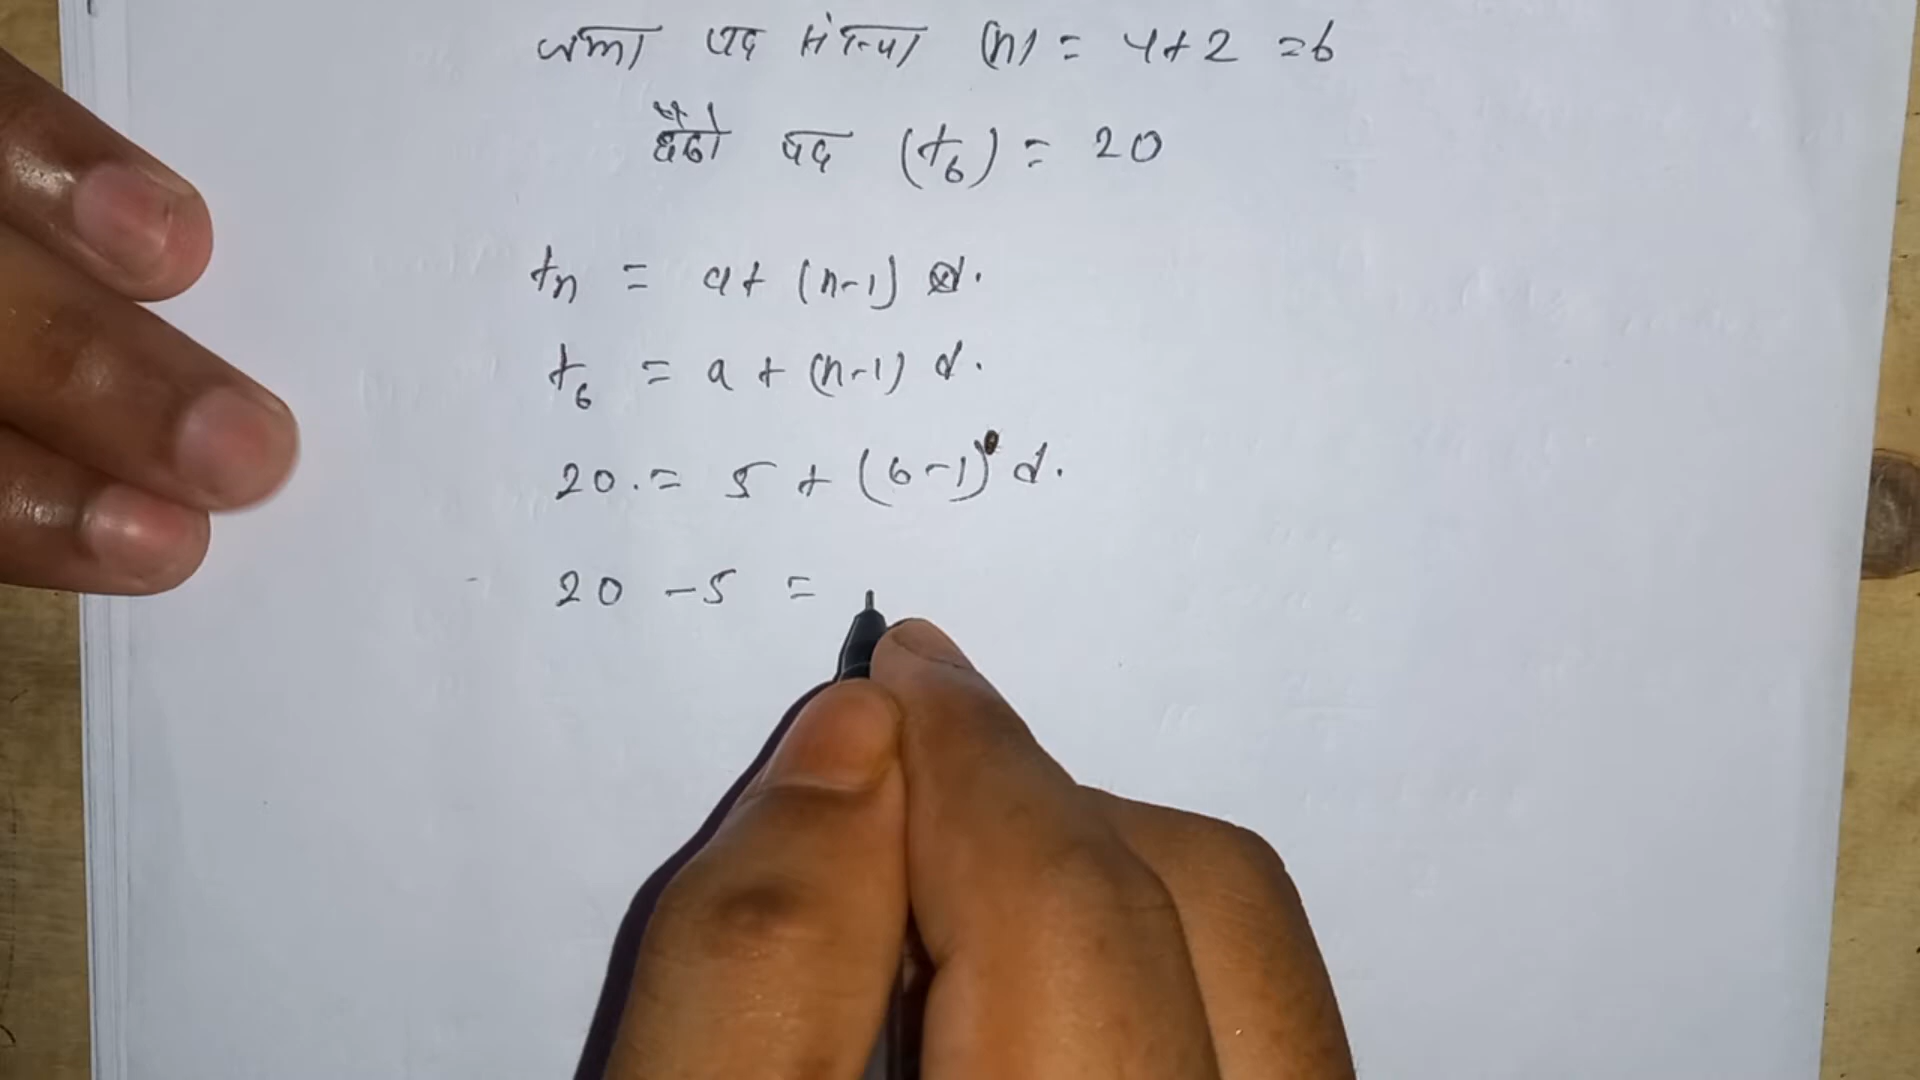 जम्मा पद संख्या (n) = 4+2 =6
छैठौं पद (t₆) = 20
tn = a+ (n-1) d.
t₆ = a + (n-1) d.
20.= 5 + (6-1) d.
20 -5 =